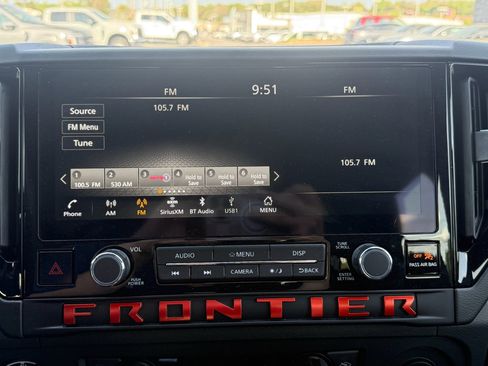 FM 9:51 FM
Source 105.7 FM
FM Menu
Tune
105.7 FM
1 2 3 4 5 6
Hold to Save Hold to Save Hold to Save
100.5 FM 530 AM
Phone AM FM SiriusXM BT Audio USB1 MENU
VOL AUDIO MENU DISP TUNE SCROLL
PUSH POWER CAMERA BACK ENTER SETTING
OFF
PASS AIR BAG
FRONTIER